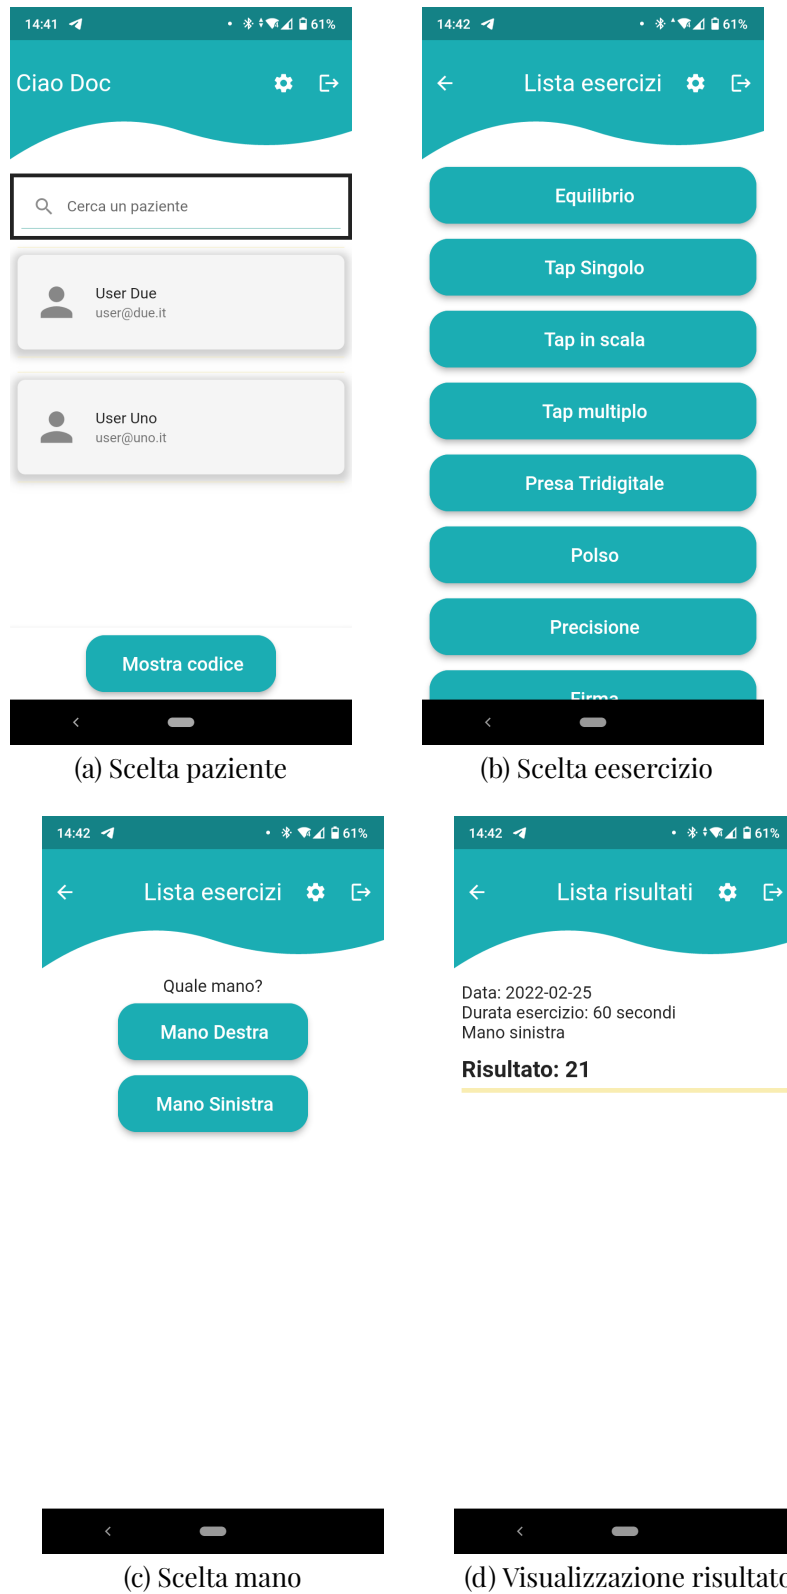 14:41
61%
Ciao Doc
Cerca un paziente
User Due
user@due.it
User Uno
user@uno.it
Mostra codice
(a) Scelta paziente
14:42
61%
Lista esercizi
Equilibrio
Tap Singolo
Tap in scala
Tap multiplo
Presa Tridigitale
Polso
Precisione
Firma
(b) Scelta eesercizio
14:42
61%
Lista esercizi
Quale mano?
Mano Destra
Mano Sinistra
(c) Scelta mano
14:42
61%
Lista risultati
Data: 2022-02-25
Durata esercizio: 60 secondi
Mano sinistra
Risultato: 21
(d) Visualizzazione risultato